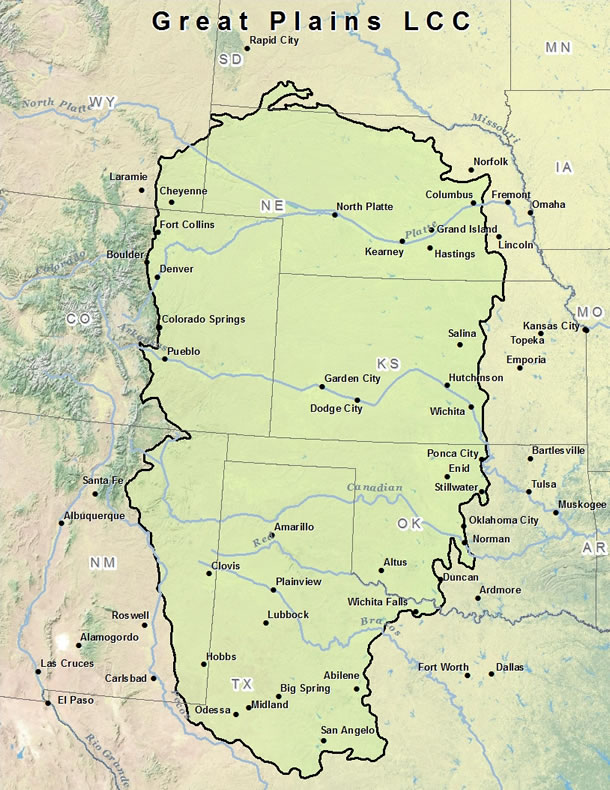 Great Plains LCC
Rapid City
SD
MN
North Platte
WY
Missouri
IA
Norfolk
Laramie
Cheyenne
NE
North Platte
Columbus
Fremont
Omaha
Fort Collins
Platte
Grand Island
Lincoln
Kearney
Hastings
Boulder
Colorado
Denver
CO
Colorado Springs
Arkansas
Pueblo
MO
Kansas City
Topeka
Salina
Emporia
KS
Garden City
Hutchinson
Dodge City
Wichita
Ponca City
Bartlesville
Enid
Stillwater
Tulsa
Canadian
Santa Fe
Albuquerque
Muskogee
OK
Oklahoma City
Amarillo
Red
Norman
AR
NM
Clovis
Altus
Duncan
Plainview
Ardmore
Wichita Falls
Roswell
Lubbock
Brazos
Alamogordo
Las Cruces
Hobbs
Fort Worth
Dallas
Carlsbad
Abilene
TX
Big Spring
El Paso
Pecos
Odessa
Midland
San Angelo
Rio Grande